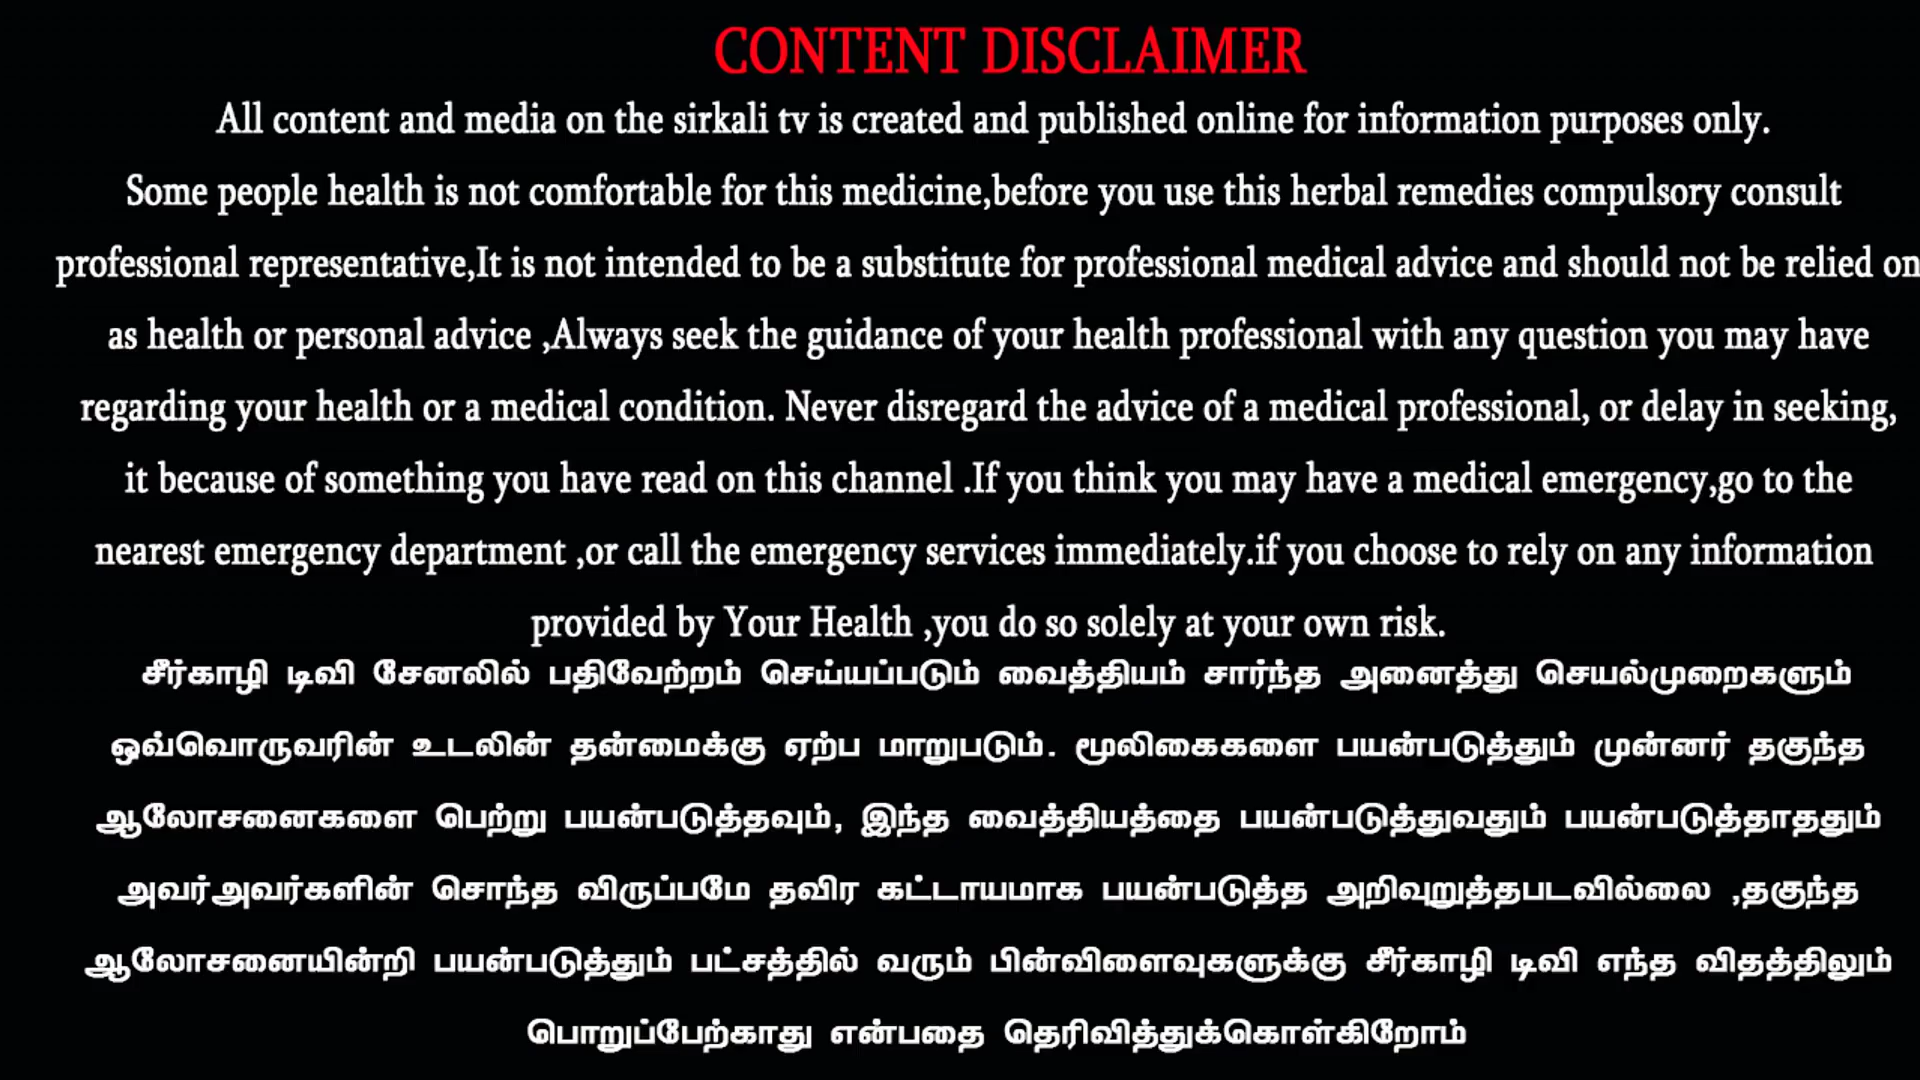 CONTENT DISCLAIMER
All content and media on the sirkali tv is created and published online for information purposes only.
Some people health is not comfortable for this medicine,before you use this herbal remedies compulsory consult
professional representative,It is not intended to be a substitute for professional medical advice and should not be relied on
as health or personal advice ,Always seek the guidance of your health professional with any question you may have
regarding your health or a medical condition. Never disregard the advice of a medical professional, or delay in seeking,
it because of something you have read on this channel .If you think you may have a medical emergency,go to the
nearest emergency department ,or call the emergency services immediately.if you choose to rely on any information
provided by Your Health ,you do so solely at your own risk.
சீர்காழி டிவி சேனலில் பதிவேற்றம் செய்யப்படும் வைத்தியம் சார்ந்த அனைத்து செயல்முறைகளும்
ஒவ்வொருவரின் உடலின் தன்மைக்கு ஏற்ப மாறுபடும். மூலிகைகளை பயன்படுத்தும் முன்னர் தகுந்த
ஆலோசனைகளை பெற்று பயன்படுத்தவும், இந்த வைத்தியத்தை பயன்படுத்துவதும் பயன்படுத்தாததும்
அவர்அவர்களின் சொந்த விருப்பமே தவிர கட்டாயமாக பயன்படுத்த அறிவுறுத்தபடவில்லை ,தகுந்த
ஆலோசனையின்றி பயன்படுத்தும் பட்சத்தில் வரும் பின்விளைவுகளுக்கு சீர்காழி டிவி எந்த விதத்திலும்
பொறுப்பேற்காது என்பதை தெரிவித்துக்கொள்கிறோம்